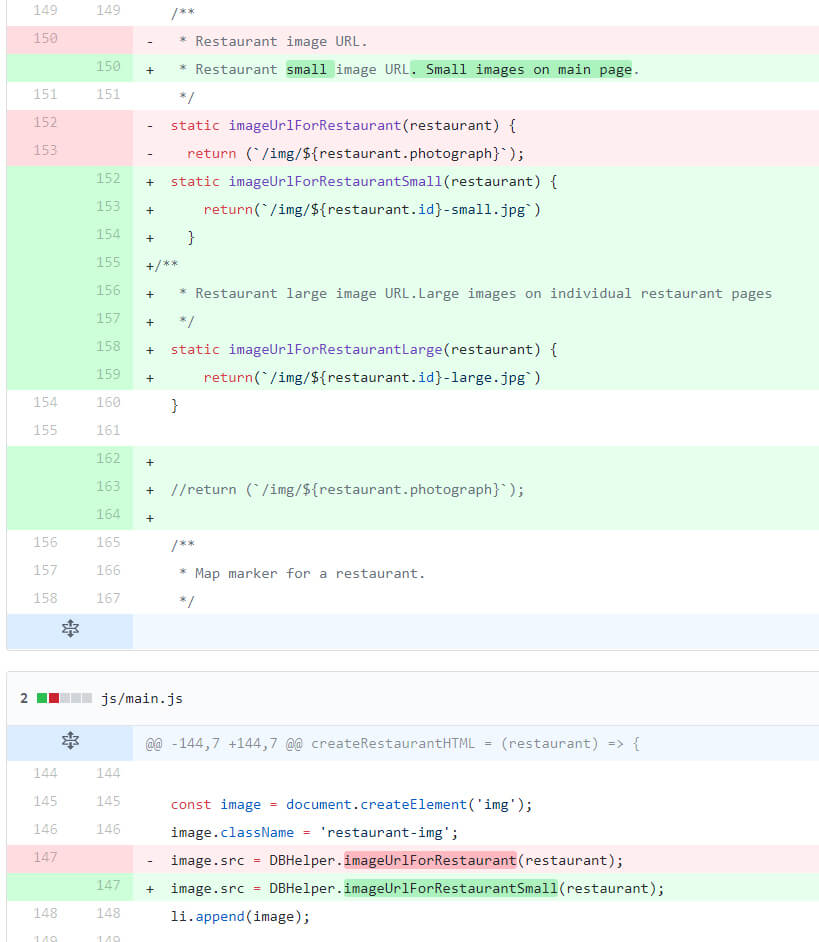 149 149 /**
150 - * Restaurant image URL.
150 + * Restaurant small image URL. Small images on main page.
151 151 */
152 - static imageUrlForRestaurant(restaurant) {
153 - return (`/img/${restaurant.photograph}`);
152 + static imageUrlForRestaurantSmall(restaurant) {
153 + return(`/img/${restaurant.id}-small.jpg`)
154 + }
155 +/**
156 + * Restaurant large image URL.Large images on individual restaurant pages
157 + */
158 + static imageUrlForRestaurantLarge(restaurant) {
159 + return(`/img/${restaurant.id}-large.jpg`)
154 160 }
155 161
162 +
163 + //return (`/img/${restaurant.photograph}`);
164 +
156 165 /**
157 166 * Map marker for a restaurant.
158 167 */
2 js/main.js
@@ -144,7 +144,7 @@ createRestaurantHTML = (restaurant) => {
144 144
145 145 const image = document.createElement('img');
146 146 image.className = 'restaurant-img';
147 - image.src = DBHelper.imageUrlForRestaurant(restaurant);
147 + image.src = DBHelper.imageUrlForRestaurantSmall(restaurant);
148 148 li.append(image);
149 149